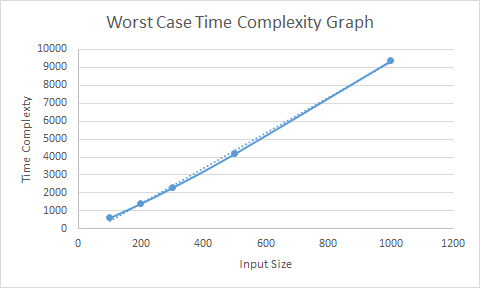 Worst Case Time Complexity Graph
10000
9000
8000
7000
6000
5000
4000
3000
2000
1000
0
Time Complexty
0 200 400 600 800 1000 1200
Input Size